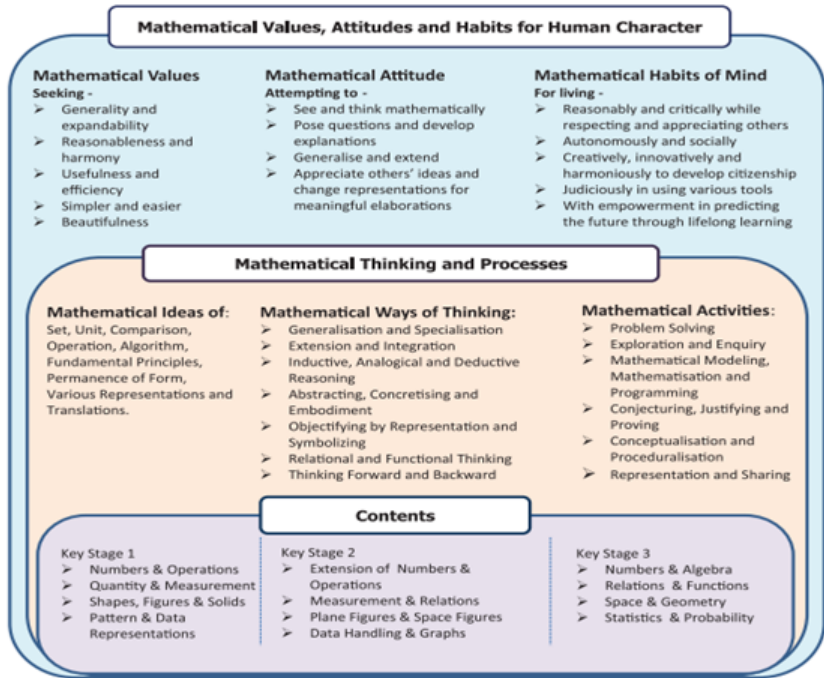 Mathematical Values, Attitudes and Habits for Human Character
Mathematical Values
Seeking -
➢ Generality and
expandability
➢ Reasonableness and
harmony
➢ Usefulness and
efficiency
➢ Simpler and easier
➢ Beautifulness
Mathematical Attitude
Attempting to -
➢ See and think mathematically
➢ Pose questions and develop
explanations
➢ Generalise and extend
➢ Appreciate others' ideas and
change representations for
meaningful elaborations
Mathematical Habits of Mind
For living -
➢ Reasonably and critically while
respecting and appreciating others
➢ Autonomously and socially
➢ Creatively, innovatively and
harmoniously to develop citizenship
➢ Judiciously in using various tools
➢ With empowerment in predicting
the future through lifelong learning
Mathematical Thinking and Processes
Mathematical Ideas of:
Set, Unit, Comparison,
Operation, Algorithm,
Fundamental Principles,
Permanence of Form,
Various Representations and
Translations.
Mathematical Ways of Thinking:
➢ Generalisation and Specialisation
➢ Extension and Integration
➢ Inductive, Analogical and Deductive
Reasoning
➢ Abstracting, Concretising and
Embodiment
➢ Objectifying by Representation and
Symbolizing
➢ Relational and Functional Thinking
➢ Thinking Forward and Backward
Mathematical Activities:
➢ Problem Solving
➢ Exploration and Enquiry
➢ Mathematical Modeling,
Mathematisation and
Programming
➢ Conjecturing, Justifying and
Proving
➢ Conceptualisation and
Proceduralisation
➢ Representation and Sharing
Contents
Key Stage 1
➢ Numbers & Operations
➢ Quantity & Measurement
➢ Shapes, Figures & Solids
➢ Pattern & Data
Representations
Key Stage 2
➢ Extension of Numbers &
Operations
➢ Measurement & Relations
➢ Plane Figures & Space Figures
➢ Data Handling & Graphs
Key Stage 3
➢ Numbers & Algebra
➢ Relations & Functions
➢ Space & Geometry
➢ Statistics & Probability